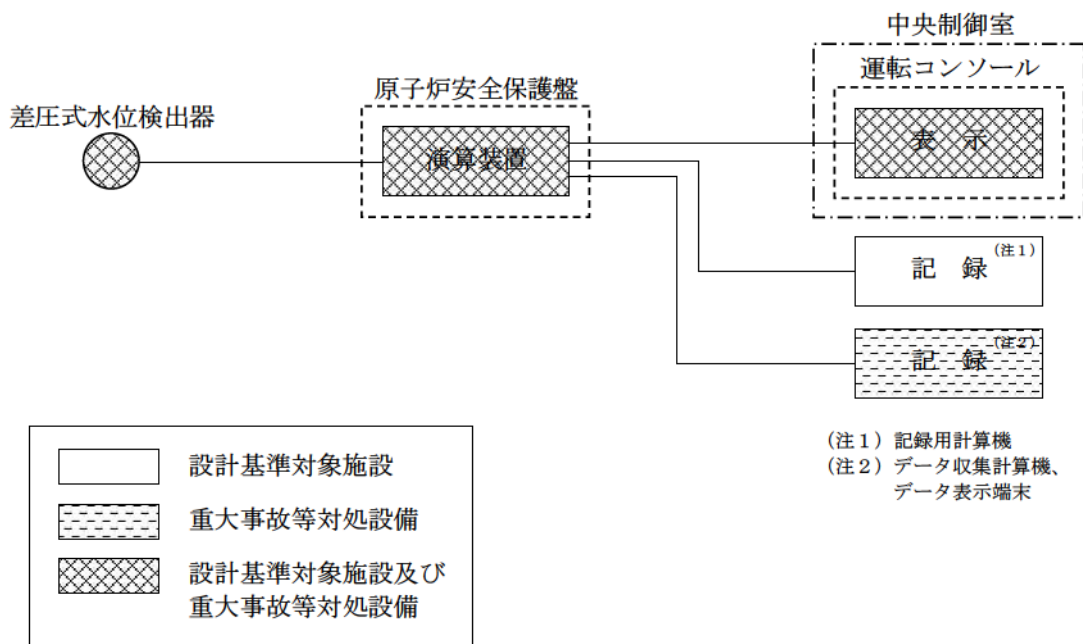 中央制御室
運転コンソール
原子炉安全保護盤
差圧式水位検出器
演算装置
表　示
記　録 (注1)
記　録 (注2)
(注1) 記録用計算機
(注2) データ収集計算機、
データ表示端末
設計基準対象施設
重大事故等対処設備
設計基準対象施設及び
重大事故等対処設備